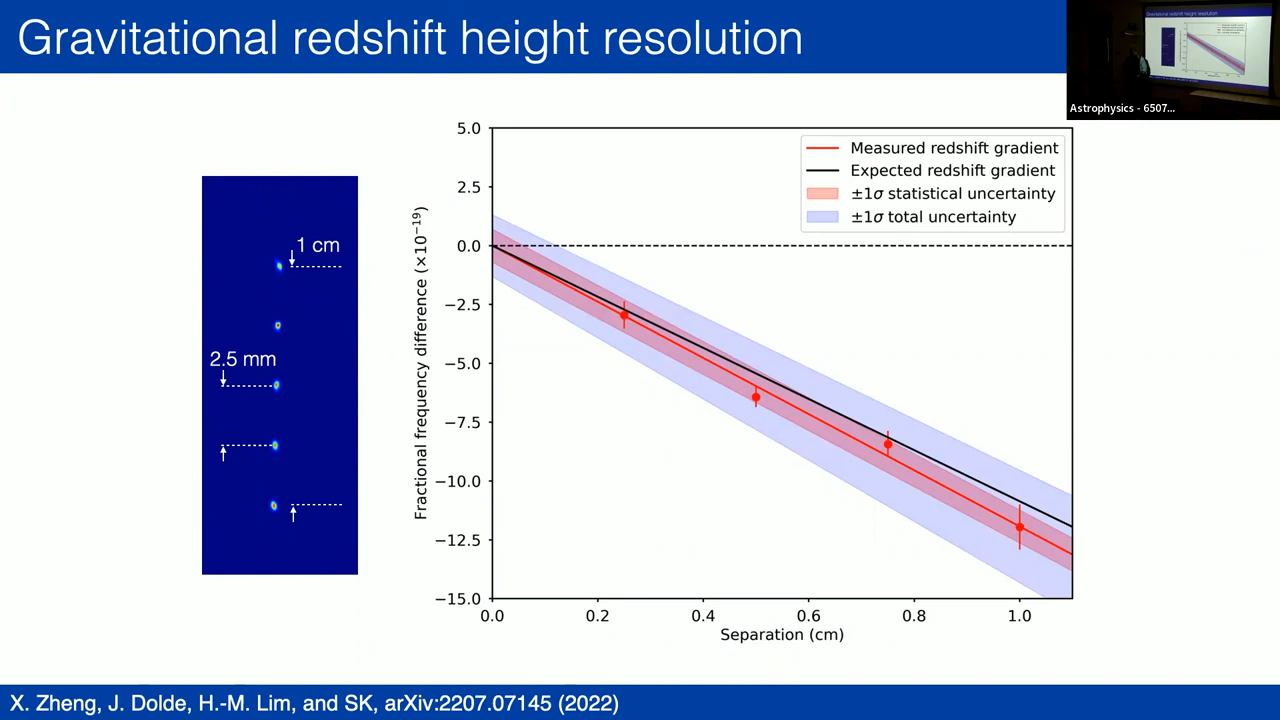 Gravitational redshift height resolution
Astrophysics - 6507...
1 cm
2.5 mm
5.0
2.5
0.0
−2.5
−5.0
−7.5
−10.0
−12.5
−15.0
Fractional frequency difference (×10⁻¹⁹)
Measured redshift gradient
Expected redshift gradient
±1σ statistical uncertainty
±1σ total uncertainty
0.0 0.2 0.4 0.6 0.8 1.0
Separation (cm)
X. Zheng, J. Dolde, H.-M. Lim, and SK, arXiv:2207.07145 (2022)